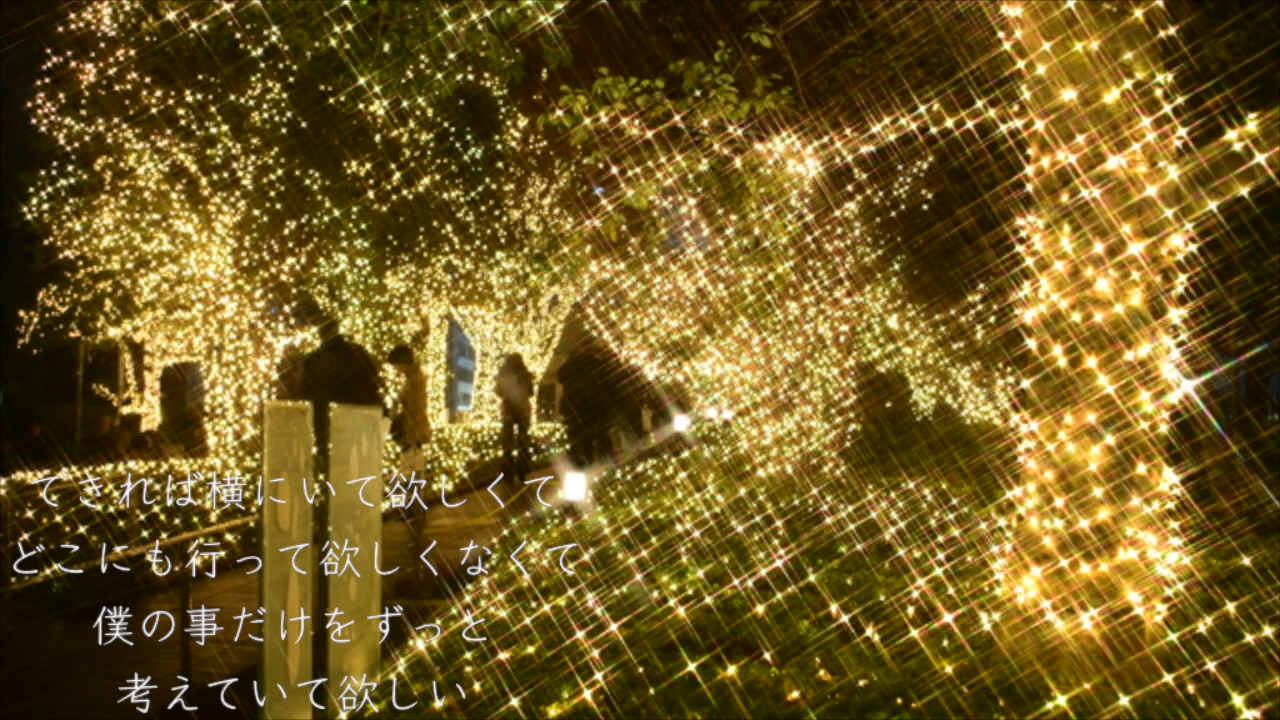 できれば横にいて欲しくて
どこにも行って欲しくなくて
僕の事だけをずっと
考えていて欲しい